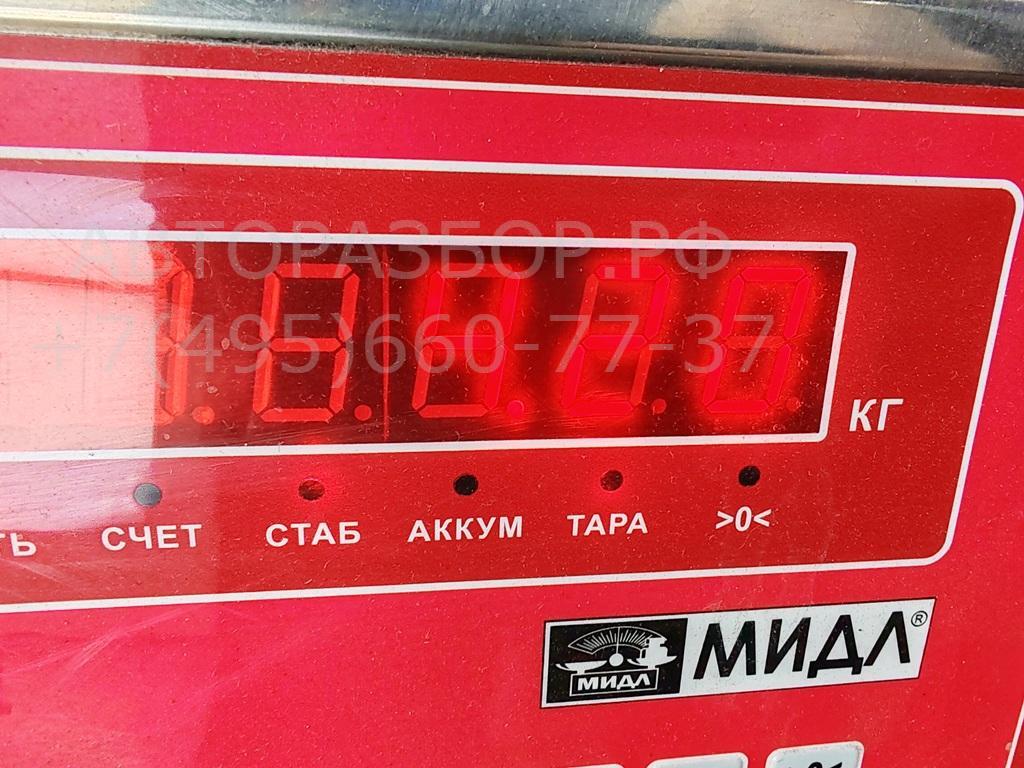 АВТОРАЗБОР.РФ
+7(495)660-77-37
КГ
СЧЕТ СТАБ АККУМ ТАРА >0<
МИДЛ МИДЛ®